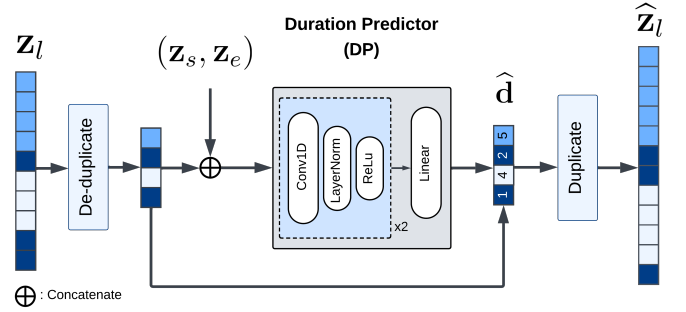 Duration Predictor
(DP)
𝐳_l
(𝐳_s, 𝐳_e)
𝐝̂
𝐳̂_l
De-duplicate
Conv1D
LayerNorm
ReLu
Linear
x2
5
2
4
1
Duplicate
: Concatenate